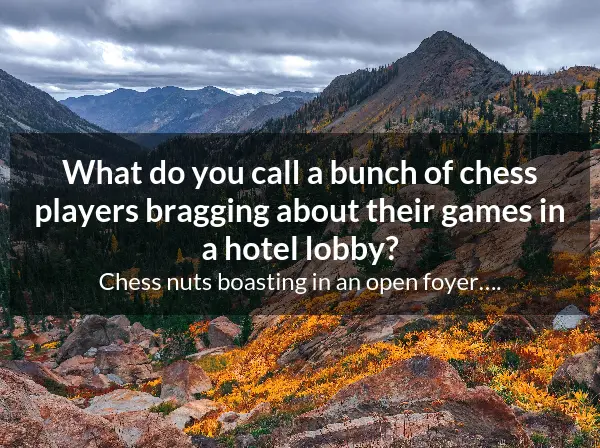 What do you call a bunch of chess
players bragging about their games in
a hotel lobby?
Chess nuts boasting in an open foyer....